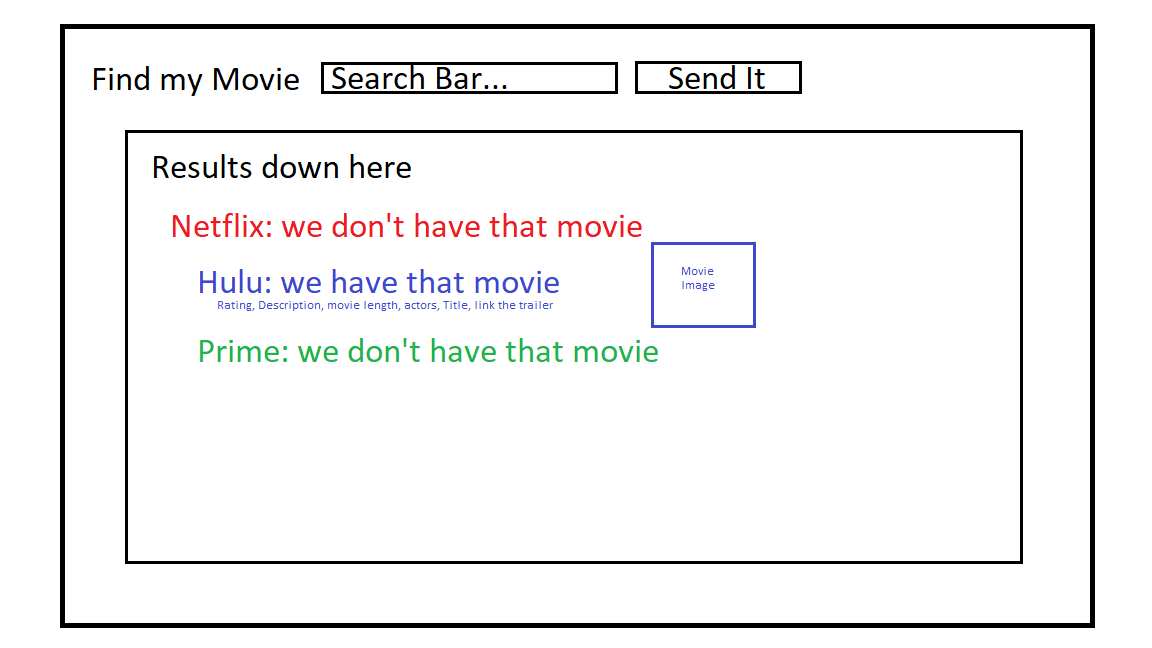 Find my Movie Search Bar... Send It
Results down here
Netflix: we don't have that movie
Hulu: we have that movie
Movie
Image
Rating, Description, movie length, actors, Title, link the trailer
Prime: we don't have that movie